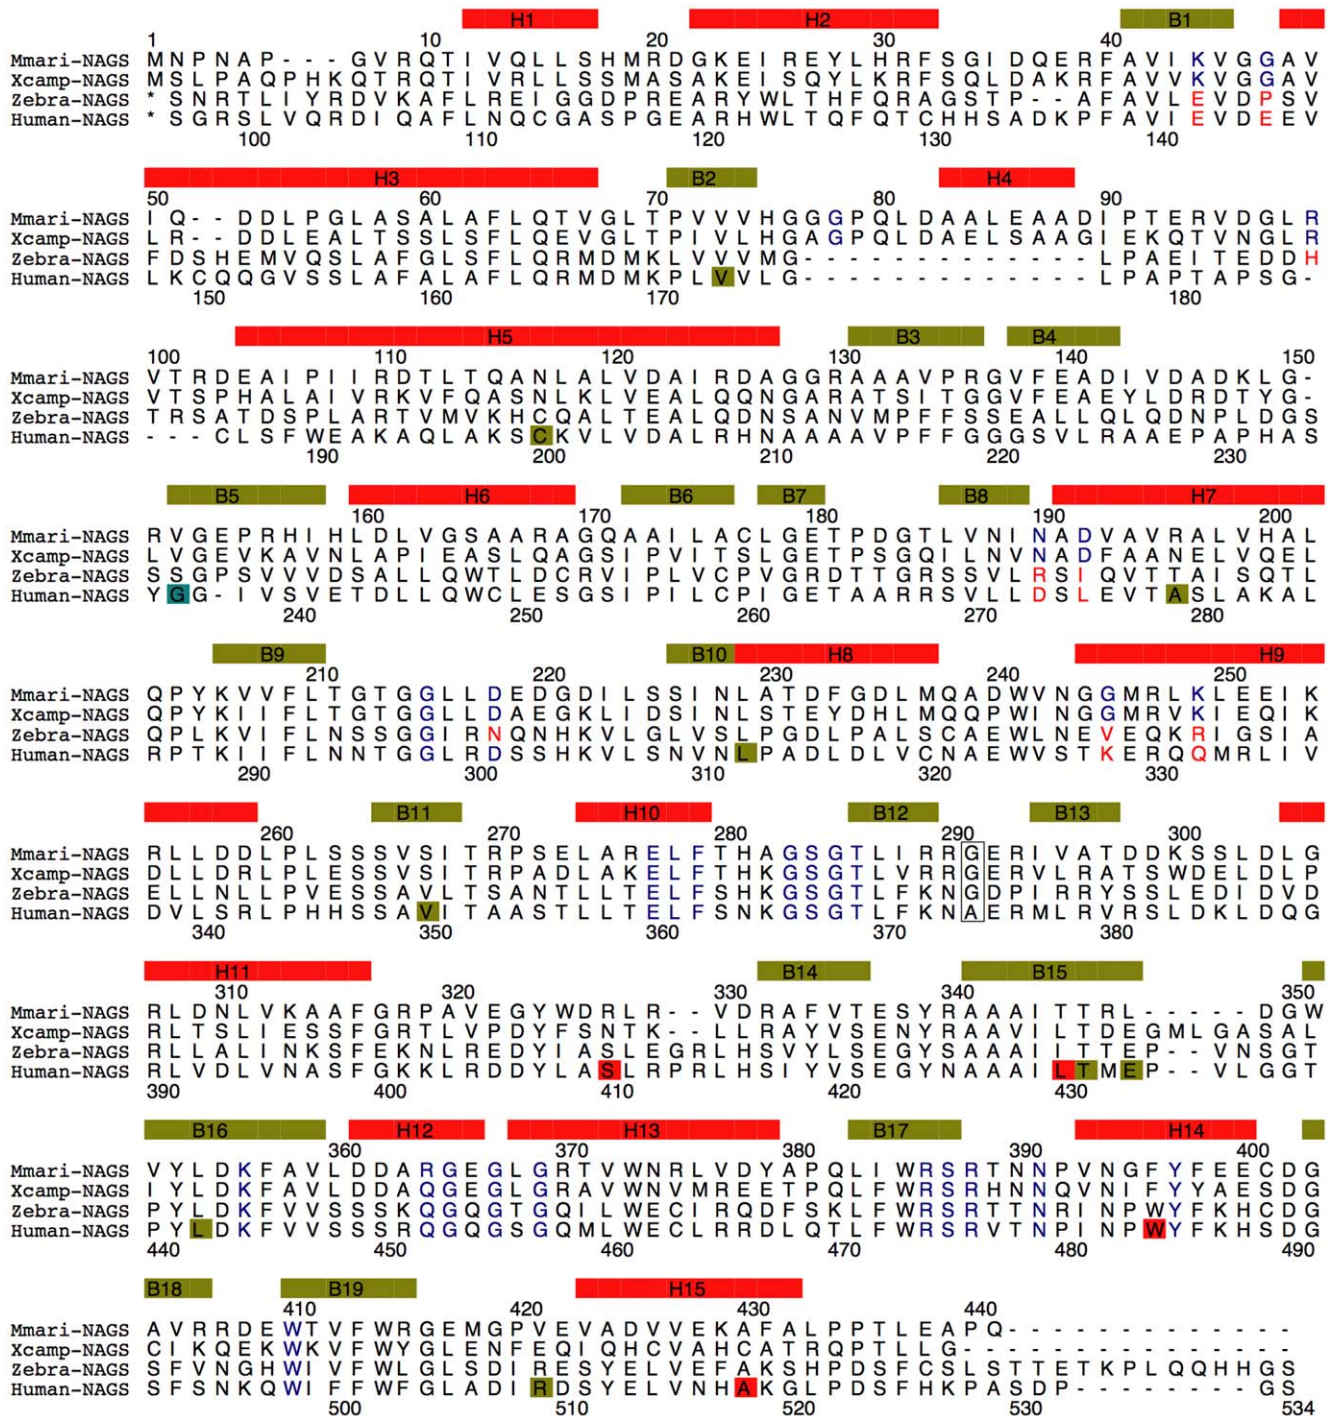 H1 H2 B1
1 10 20 30 40
Mmari-NAGS M N P N A P - - - G V R Q T I V Q L L S H M R D G K E I R E Y L H R F S G I D Q E R F A V I K V G G A V
Xcamp-NAGS M S L P A Q P H K Q T R Q T I V R L L S S M A S A K E I S Q Y L K R F S Q L D A K R F A V V K V G G A V
Zebra-NAGS * S N R T L I Y R D V K A F L R E I G G D P R E A R Y W L T H F Q R A G S T P - - A F A V L E V D P S V
Human-NAGS * S G R S L V Q R D I Q A F L N Q C G A S P G E A R H W L T Q F Q T C H H S A D K P F A V I E V D E E V
100 110 120 130 140
H3 B2 H4
50 60 70 80 90
Mmari-NAGS I Q - - D D L P G L A S A L A F L Q T V G L T P V V V H G G G P Q L D A A L E A A D I P T E R V D G L R
Xcamp-NAGS L R - - D D L E A L T S S L S F L Q E V G L T P I V L H G A G P Q L D A E L S A A G I E K Q T V N G L R
Zebra-NAGS F D S H E M V Q S L A F G L S F L Q R M D M K L V V V M G - - - - - - - - - - - - - L P A E I T E D D H
Human-NAGS L K C Q Q G V S S L A F A L A F L Q R M D M K P L V V L G - - - - - - - - - - - - - L P A P T A P S G -
150 160 170 180
H5 B3 B4
100 110 120 130 140 150
Mmari-NAGS V T R D E A I P I I R D T L T Q A N L A L V D A I R D A G G R A A A V P R G V F E A D I V D A D K L G -
Xcamp-NAGS V T S P H A L A I V R K V F Q A S N L K L V E A L Q Q N G A R A T S I T G G V F E A E Y L D R D T Y G -
Zebra-NAGS T R S A T D S P L A R T V M V K H C Q A L T E A L Q D N S A N V M P F F S S E A L L Q L Q D N P L D G S
Human-NAGS - - - C L S F W E A K A Q L A K S C K V L V D A L R H N A A A A V P F F G G G S V L R A A E P A P H A S
190 200 210 220 230
B5 H6 B6 B7 B8 H7
160 170 180 190 200
Mmari-NAGS R V G E P R H I H L D L V G S A A R A G Q A A I L A C L G E T P D G T L V N I N A D V A V R A L V H A L
Xcamp-NAGS L V G E V K A V N L A P I E A S L Q A G S I P V I T S L G E T P S G Q I L N V N A D F A A N E L V Q E L
Zebra-NAGS S S G P S V V V D S A L L Q W T L D C R V I P L V C P V G R D T T G R S S V L R S I Q V T T A I S Q T L
Human-NAGS Y G G - I V S V E T D L L Q W C L E S G S I P I L C P I G E T A A R R S V L L D S L E V T A S L A K A L
240 250 260 270 280
B9 B10 H8 H9
210 220 230 240 250
Mmari-NAGS Q P Y K V V F L T G T G G L L D E D G D I L S S I N L A T D F G D L M Q A D W V N G G M R L K L E E I K
Xcamp-NAGS Q P Y K I I F L T G T G G L L D A E G K L I D S I N L S T E Y D H L M Q Q P W I N G G M R V K I E Q I K
Zebra-NAGS Q P L K V I F L N S S G G I R N Q N H K V L G L V S L P G D L P A L S C A E W L N E V E Q K R I G S I A
Human-NAGS R P T K I I F L N N T G G L R D S S H K V L S N V N L P A D L D L V C N A E W V S T K E R Q Q M R L I V
290 300 310 320 330
B11 H10 B12 B13
260 270 280 290 300
Mmari-NAGS R L L D D L P L S S S V S I T R P S E L A R E L F T H A G S G T L I R R G E R I V A T D D K S S L D L G
Xcamp-NAGS D L L D R L P L E S S V S I T R P A D L A K E L F T H K G S G T L V R R G E R V L R A T S W D E L D L P
Zebra-NAGS E L L N L L P V E S S A V L T S A N T L L T E L F S H K G S G T L F K N G D P I R R Y S S L E D I D V D
Human-NAGS D V L S R L P H H S S A V I T A A S T L L T E L F S N K G S G T L F K N A E R M L R V R S L D K L D Q G
340 350 360 370 380
H11 B14 B15
310 320 330 340 350
Mmari-NAGS R L D N L V K A A F G R P A V E G Y W D R L R - - V D R A F V T E S Y R A A A I T T R L - - - - - D G W
Xcamp-NAGS R L T S L I E S S F G R T L V P D Y F S N T K - - L L R A Y V S E N Y R A A A V I L T D E G M L G A S A L
Zebra-NAGS R L L A L I N K S F E K N L R E D Y I A S L E G R L H S V Y L S E G Y S A A A I I T T E P - - V N S G T
Human-NAGS R L V D L V N A S F G K K L R D D Y L A S L R P R L H S I Y V S E G Y N A A A I L T M E P - - V L G G T
390 400 410 420 430
B16 H12 H13 B17 H14
360 370 380 390 400
Mmari-NAGS V Y L D K F A V L D D A R G E G L G R T V W N R L V D Y A P Q L I W R S R T N N P V N G F Y F E E C D G
Xcamp-NAGS I Y L D K F A V L D D A Q G E G L G R A V W N V M R E E T P Q L F W R S R H N N Q V N I F Y Y A E S D G
Zebra-NAGS P Y L D K F V V S S S K Q G Q G T G Q I L W E C I R Q D F S K L F W R S R T T N R I N P W Y F K H C D G
Human-NAGS P Y L D K F V V S S S R Q G Q G S G Q M L W E C L R R D L Q T L F W R S R V T N P I N P W Y F K H S D G
440 450 460 470 480 490
B18 B19 H15
410 420 430 440
Mmari-NAGS A V R R D E W T V F W R G E M G P V E V A D V V E K A F A L P P T L E A P Q - - - - - - - - - - - - -
Xcamp-NAGS C I K Q E K W K V F W Y G L E N F E Q I Q H C V A H C A T R Q P T L L G - - - - - - - - - - - - - - -
Zebra-NAGS S F V N G H W I V F W L G L S D I R E S Y E L V E F A K S H P D S F C S L S T T E T K P L Q Q H H G S
Human-NAGS S F S N K Q W I F F W F G L A D I R D S Y E L V N H A K G L P D S F H K P A S D P - - - - - - - - G S
500 510 520 530 534